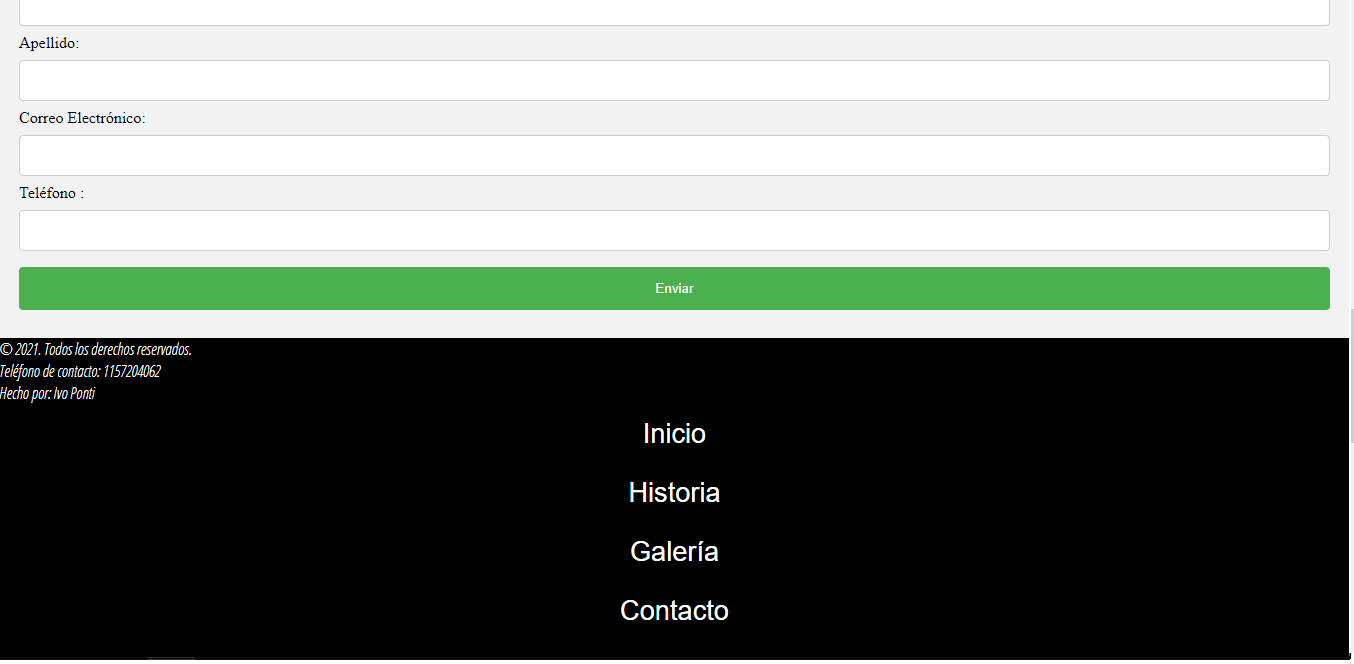 Apellido:
Correo Electrónico:
Teléfono :
Enviar
© 2021. Todos los derechos reservados.
Teléfono de contacto: 1157204062
Hecho por: Ivo Ponti
Inicio
Historia
Galería
Contacto